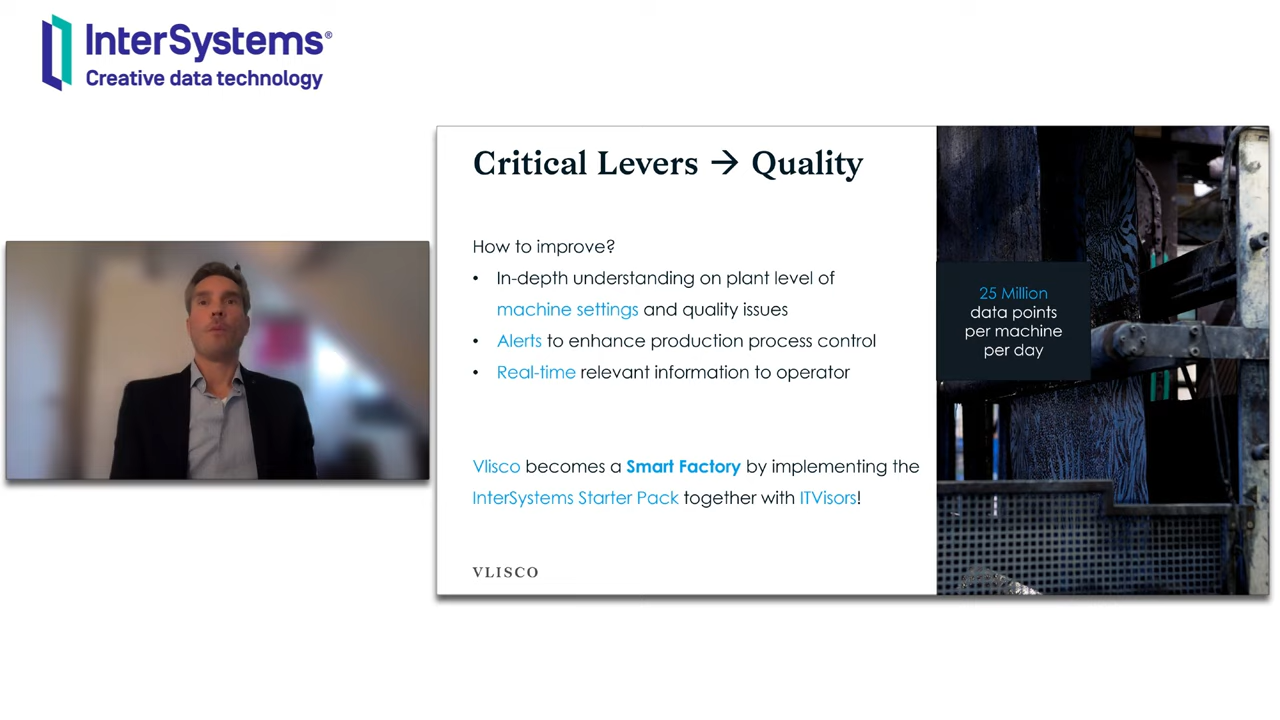 InterSystems®
Creative data technology
Critical Levers → Quality
How to improve?
• In-depth understanding on plant level of
machine settings and quality issues
• Alerts to enhance production process control
• Real-time relevant information to operator
Vlisco becomes a Smart Factory by implementing the
InterSystems Starter Pack together with ITVisors!
VLISCO
25 Million
data points
per machine
per day